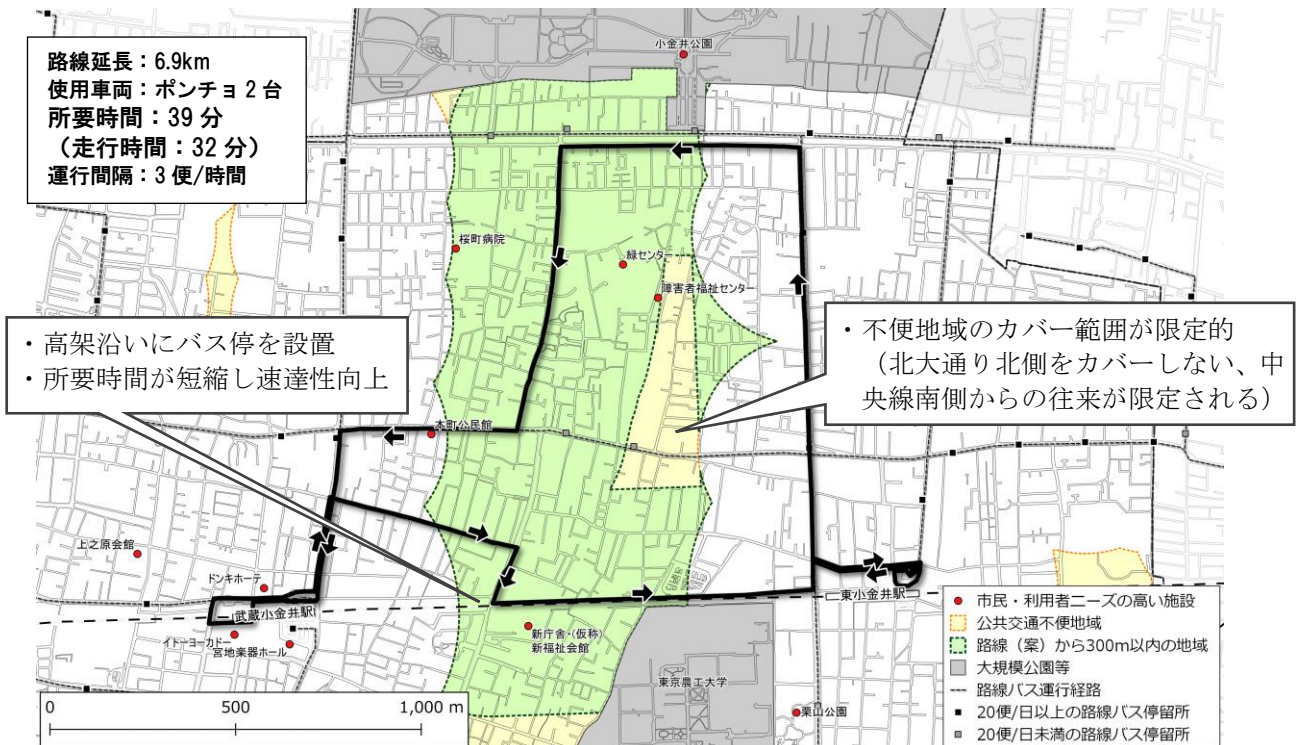 路線延長：6.9km
使用車両：ポンチョ 2 台
所要時間：39 分
（走行時間：32 分）
運行間隔：3 便/時間
小金井公園
桜町病院
緑センター
障害者福祉センター
・高架沿いにバス停を設置
・所要時間が短縮し速達性向上
・不便地域のカバー範囲が限定的
（北大通り北側をカバーしない、中
央線南側からの往来が限定される）
本町公民館
上之原会館
ドンキホーテ
武蔵小金井駅
東小金井駅
イトーヨーカドー
宮地楽器ホール
新庁舎・(仮称)
新福祉会館
東京農工大学
栗山公園
市民・利用者ニーズの高い施設
公共交通不便地域
路線（案）から300m以内の地域
大規模公園等
路線バス運行経路
20便/日以上の路線バス停留所
20便/日未満の路線バス停留所
0 500 1,000 m